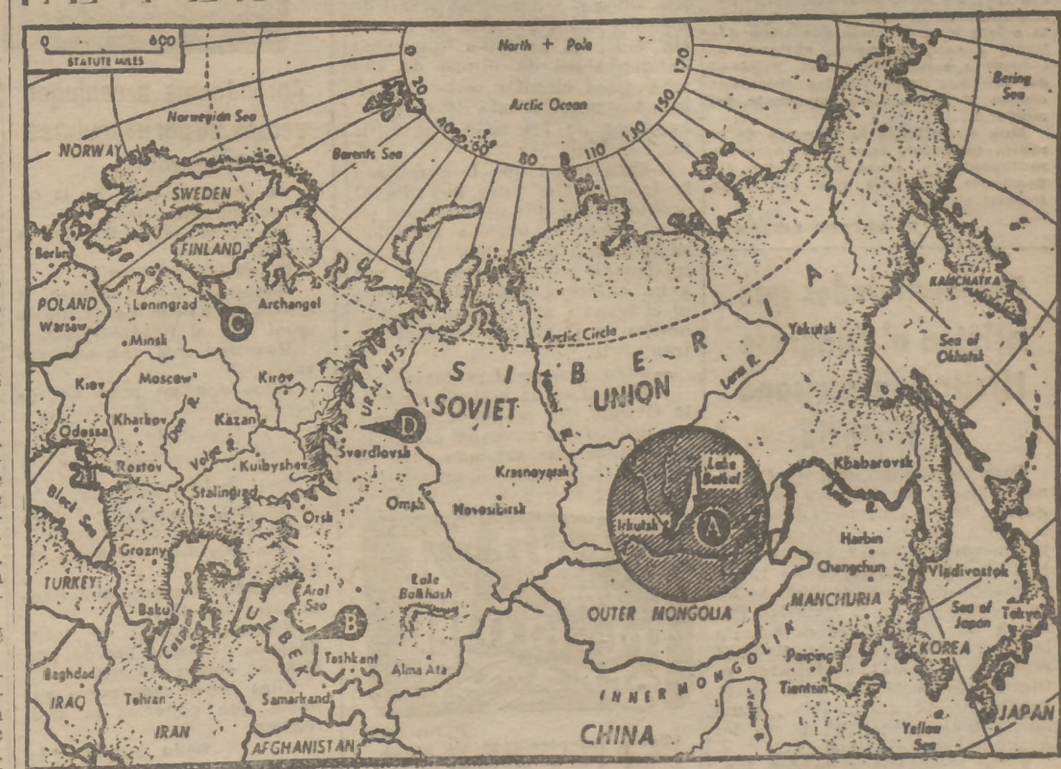 0 600
STATUTE MILES
North + Pole
Arctic Ocean
Bering Sea
Norwegian Sea
Barents Sea
0
20
40
60
80
110
130
150
170
NORWAY
SWEDEN
FINLAND
Berlin
POLAND
Warsaw
Leningrad
Archangel
C
Minsk
Arctic Circle
KAMCHATKA
Sea of Okhotsk
Yakutsk
SIBERIA
SOVIET UNION
Lena R.
URAL MTS.
Kiev
Moscow
Kirov
Kharkov
Don R.
Kazan
D
Sverdlovsk
Odessa
Volga R.
Kuibyshev
Rostov
Stalingrad
Krasnoyarsk
Omsk
Novosibirsk
Orsk
Lake Baikal
Irkutsk
A
Khabarovsk
R.
Black Sea
Grozny
Harbin
TURKEY
Changchun
Vladivostok
Baku
Caspian Sea
UZBEK
Aral Sea
B
Lake Balkhash
OUTER MONGOLIA
MANCHURIA
Sea of Japan
Tokyo
Baghdad
IRAQ
Tehran
IRAN
Tashkent
Samarkand
Alma Ata
AFGHANISTAN
INNER MONGOLIA
Peiping
Tientsin
KOREA
CHINA
Yellow Sea
JAPAN